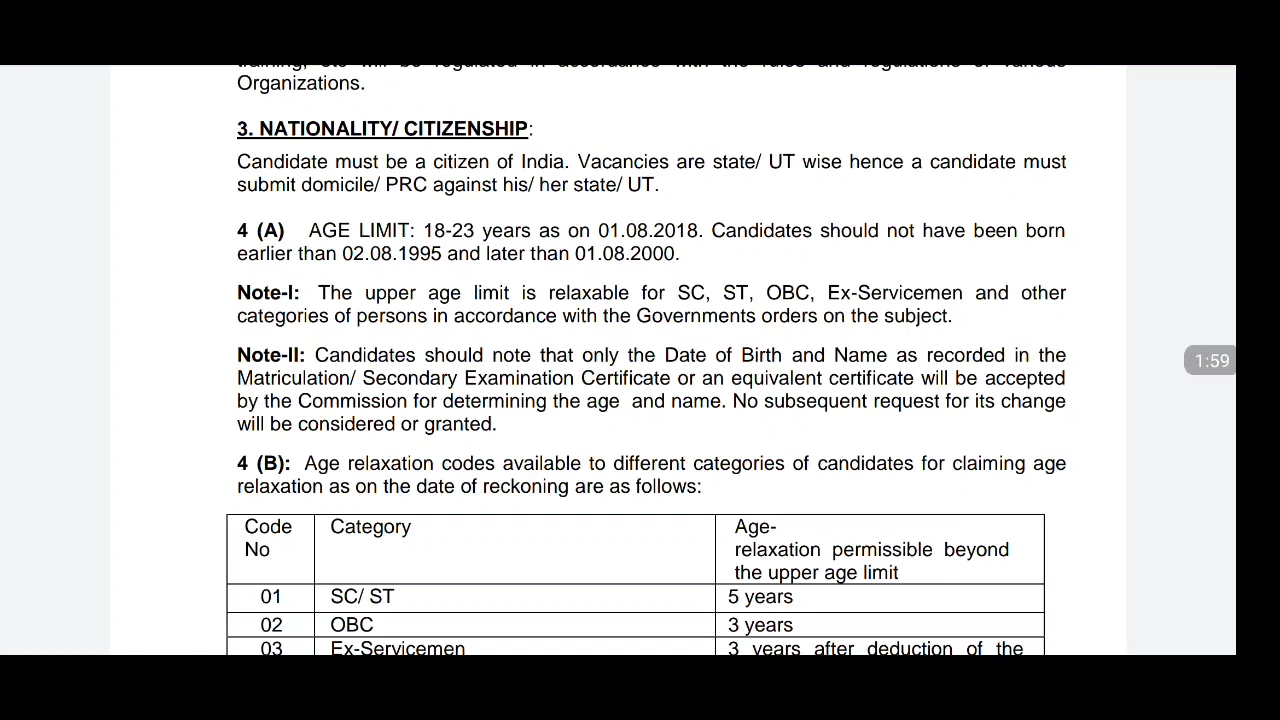 Organizations.
3. NATIONALITY/ CITIZENSHIP:
Candidate must be a citizen of India. Vacancies are state/ UT wise hence a candidate must
submit domicile/ PRC against his/ her state/ UT.
4 (A) AGE LIMIT: 18-23 years as on 01.08.2018. Candidates should not have been born
earlier than 02.08.1995 and later than 01.08.2000.
Note-I: The upper age limit is relaxable for SC, ST, OBC, Ex-Servicemen and other
categories of persons in accordance with the Governments orders on the subject.
Note-II: Candidates should note that only the Date of Birth and Name as recorded in the
Matriculation/ Secondary Examination Certificate or an equivalent certificate will be accepted
by the Commission for determining the age and name. No subsequent request for its change
will be considered or granted.
1:59
4 (B): Age relaxation codes available to different categories of candidates for claiming age
relaxation as on the date of reckoning are as follows:
Code Category Age-
No relaxation permissible beyond
the upper age limit
01 SC/ ST 5 years
02 OBC 3 years
03 Ex-Servicemen 3 years after deduction of the